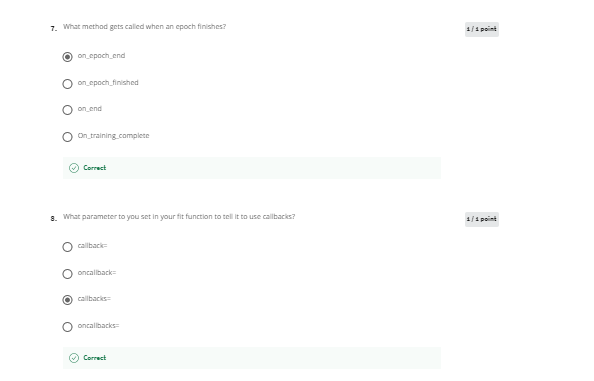 7. What method gets called when an epoch finishes?
1 / 1 point
on_epoch_end
on_epoch_finished
on_end
On_training_complete
Correct
8. What parameter to you set in your fit function to tell it to use callbacks?
1 / 1 point
callback=
oncallback=
callbacks=
oncallbacks=
Correct